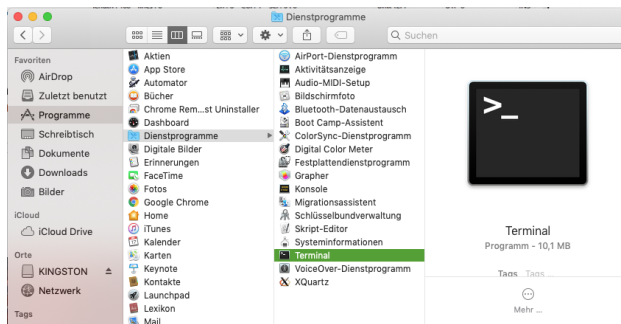 Dienstprogramme
Suchen
Favoriten
AirDrop
Zuletzt benutzt
Programme
Schreibtisch
Dokumente
Downloads
Bilder
iCloud
iCloud Drive
Orte
KINGSTON
Netzwerk
Tags
Aktien
App Store
Automator
Bücher
Chrome Rem...st Uninstaller
Dashboard
Dienstprogramme
Digitale Bilder
Erinnerungen
FaceTime
Fotos
Google Chrome
Home
iTunes
Kalender
Karten
Keynote
Kontakte
Launchpad
Lexikon
Mail
AirPort-Dienstprogramm
Aktivitätsanzeige
Audio-MIDI-Setup
Bildschirmfoto
Bluetooth-Datenaustausch
Boot Camp-Assistent
ColorSync-Dienstprogramm
Digital Color Meter
Festplattendienstprogramm
Grapher
Konsole
Migrationsassistent
Schlüsselbundverwaltung
Skript-Editor
Systeminformationen
Terminal
VoiceOver-Dienstprogramm
XQuartz
>_
Terminal
Programm - 10,1 MB
Tags Tags ...
Mehr ...